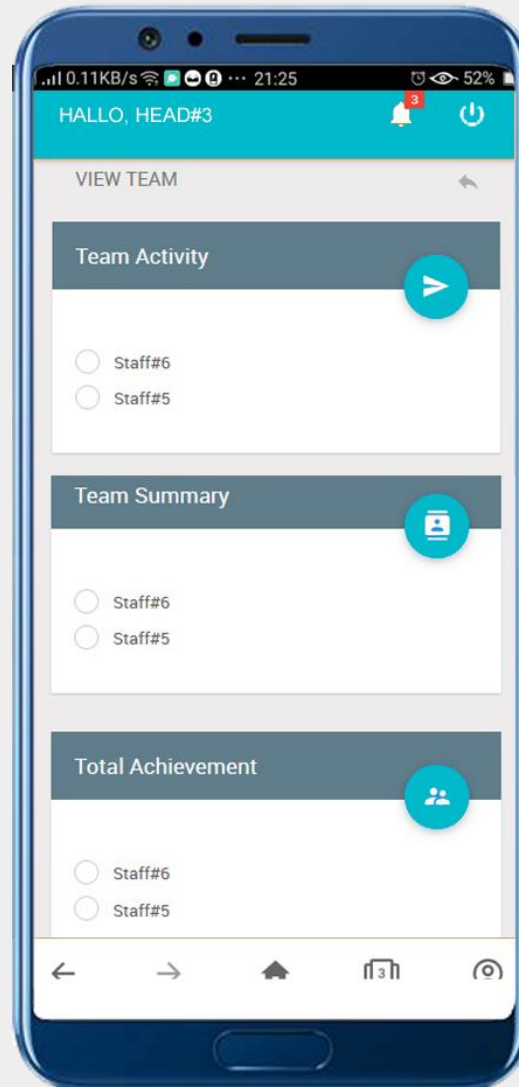 0.11KB/s ··· 21:25 52%
HALLO, HEAD#3 3
VIEW TEAM
Team Activity
Staff#6
Staff#5
Team Summary
Staff#6
Staff#5
Total Achievement
Staff#6
Staff#5
3